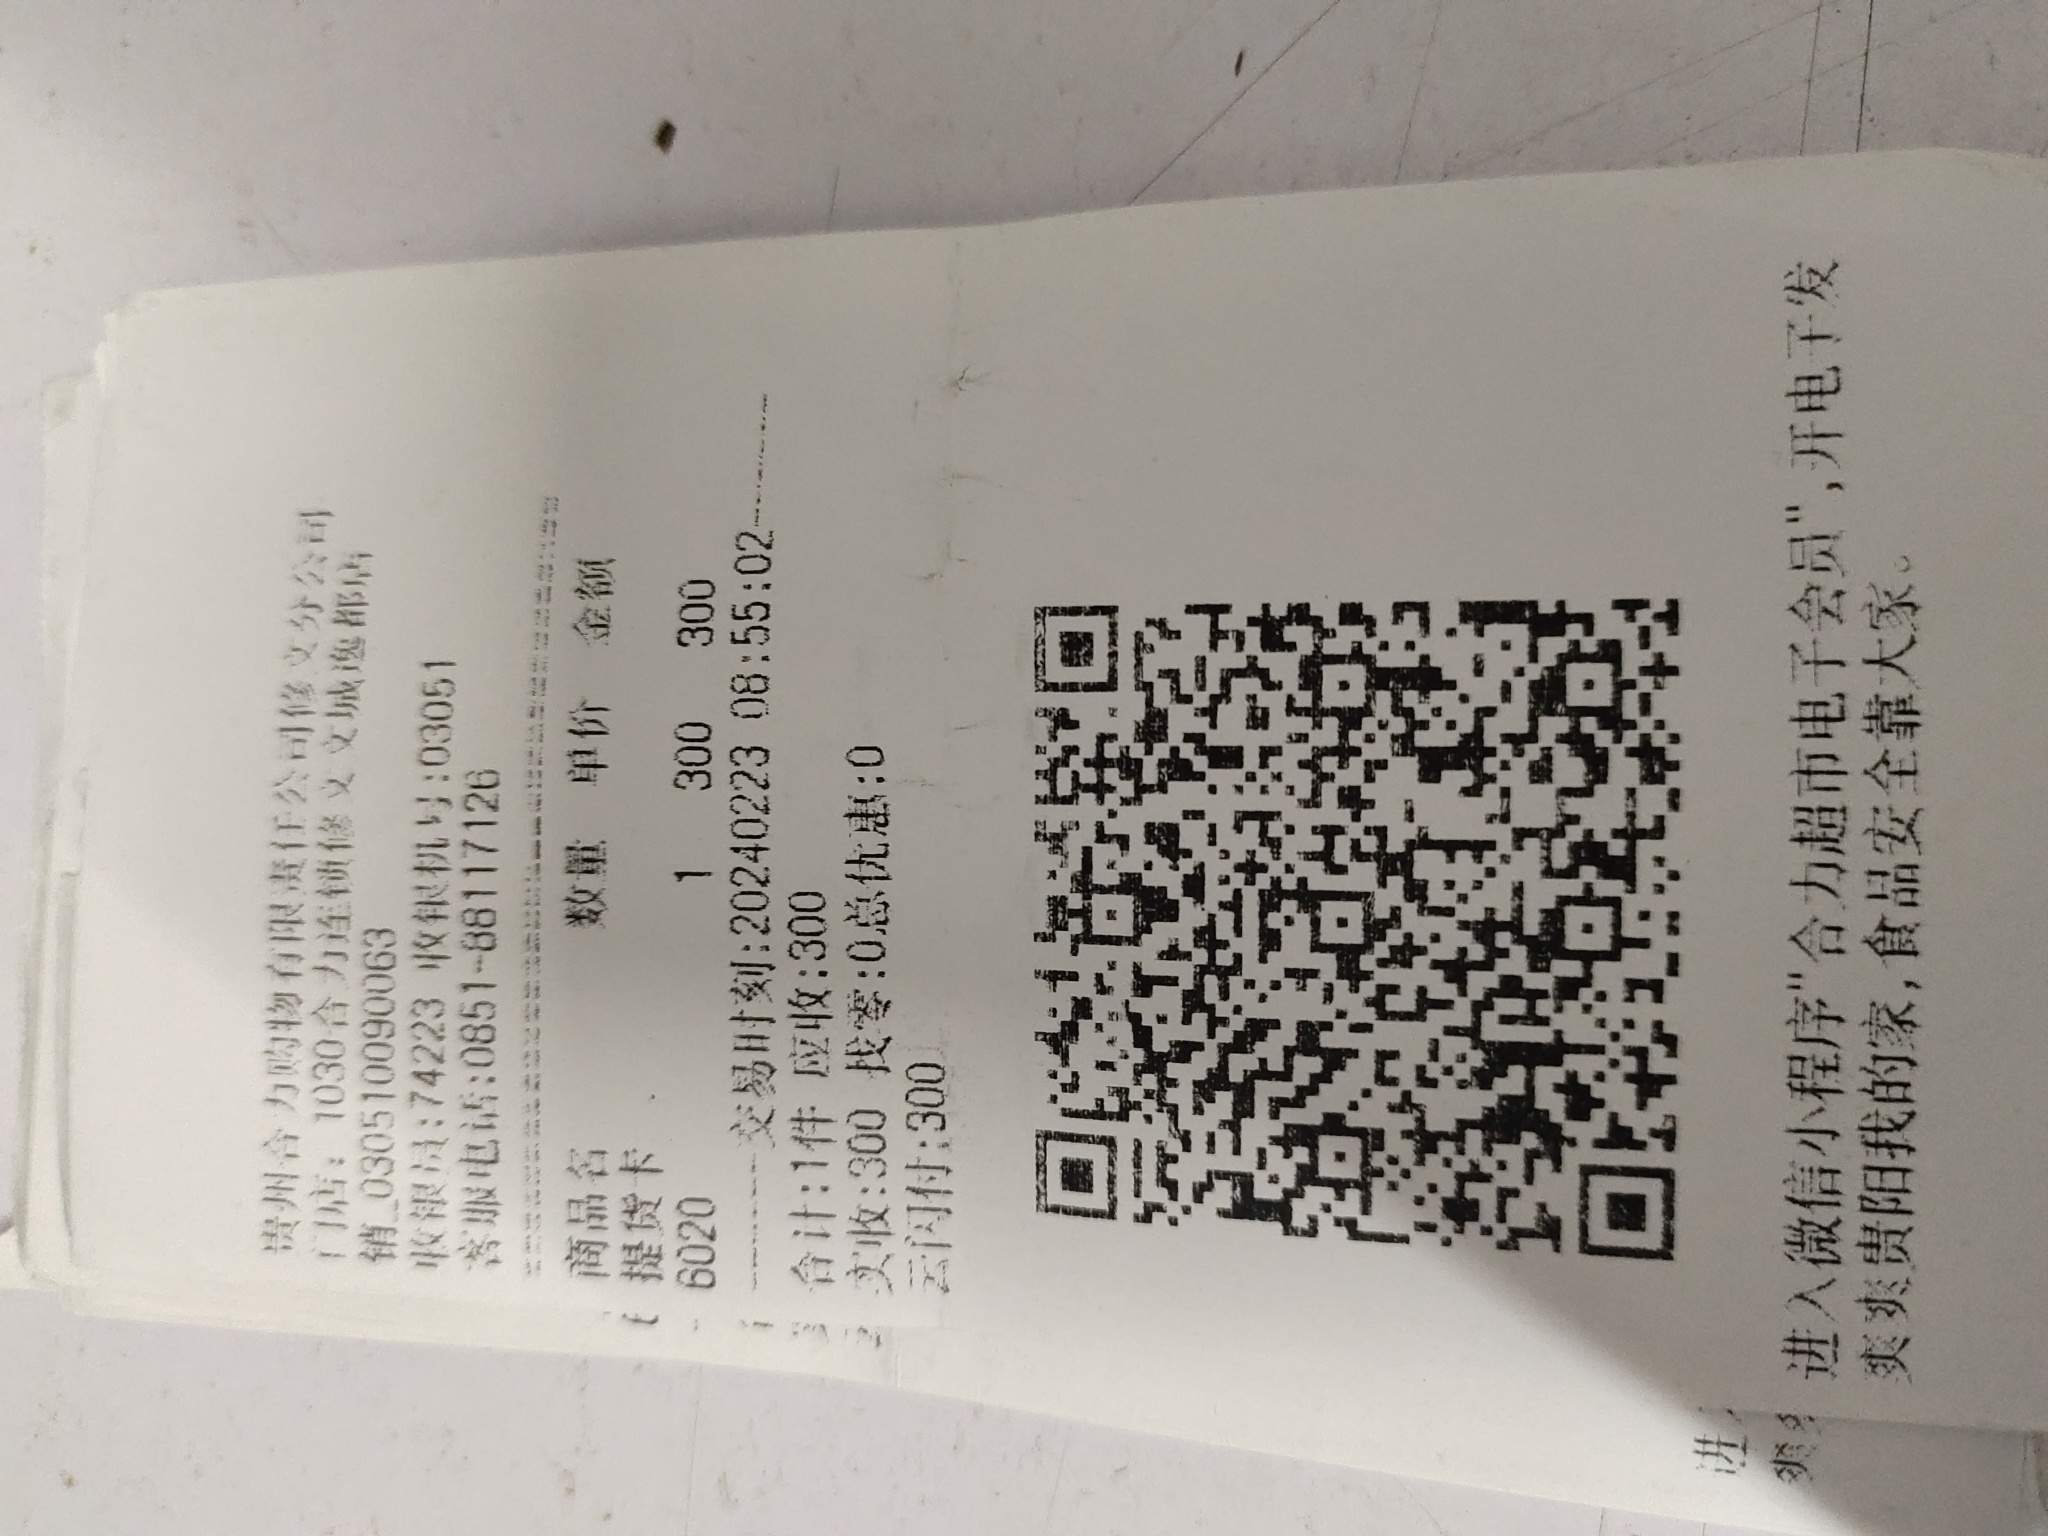 贵州合力购物有限责任公司修文分公司
门店: 1030合力连锁修文文城逸都店
销_03051009090063
收银员:74223 收银机号:03051
客服电话:0851-88117126
商品名 数量 单价 金额
提货卡
6020 1 300 300
交易时刻:20240223 08:55:02
合计:1件 应收:300
实收:300 找零:0总优惠:0
云闪付:300
进入微信小程序"合力超市电子会员",开电子发
爽爽贵阳我的家,食品安全靠大家。
进
爽